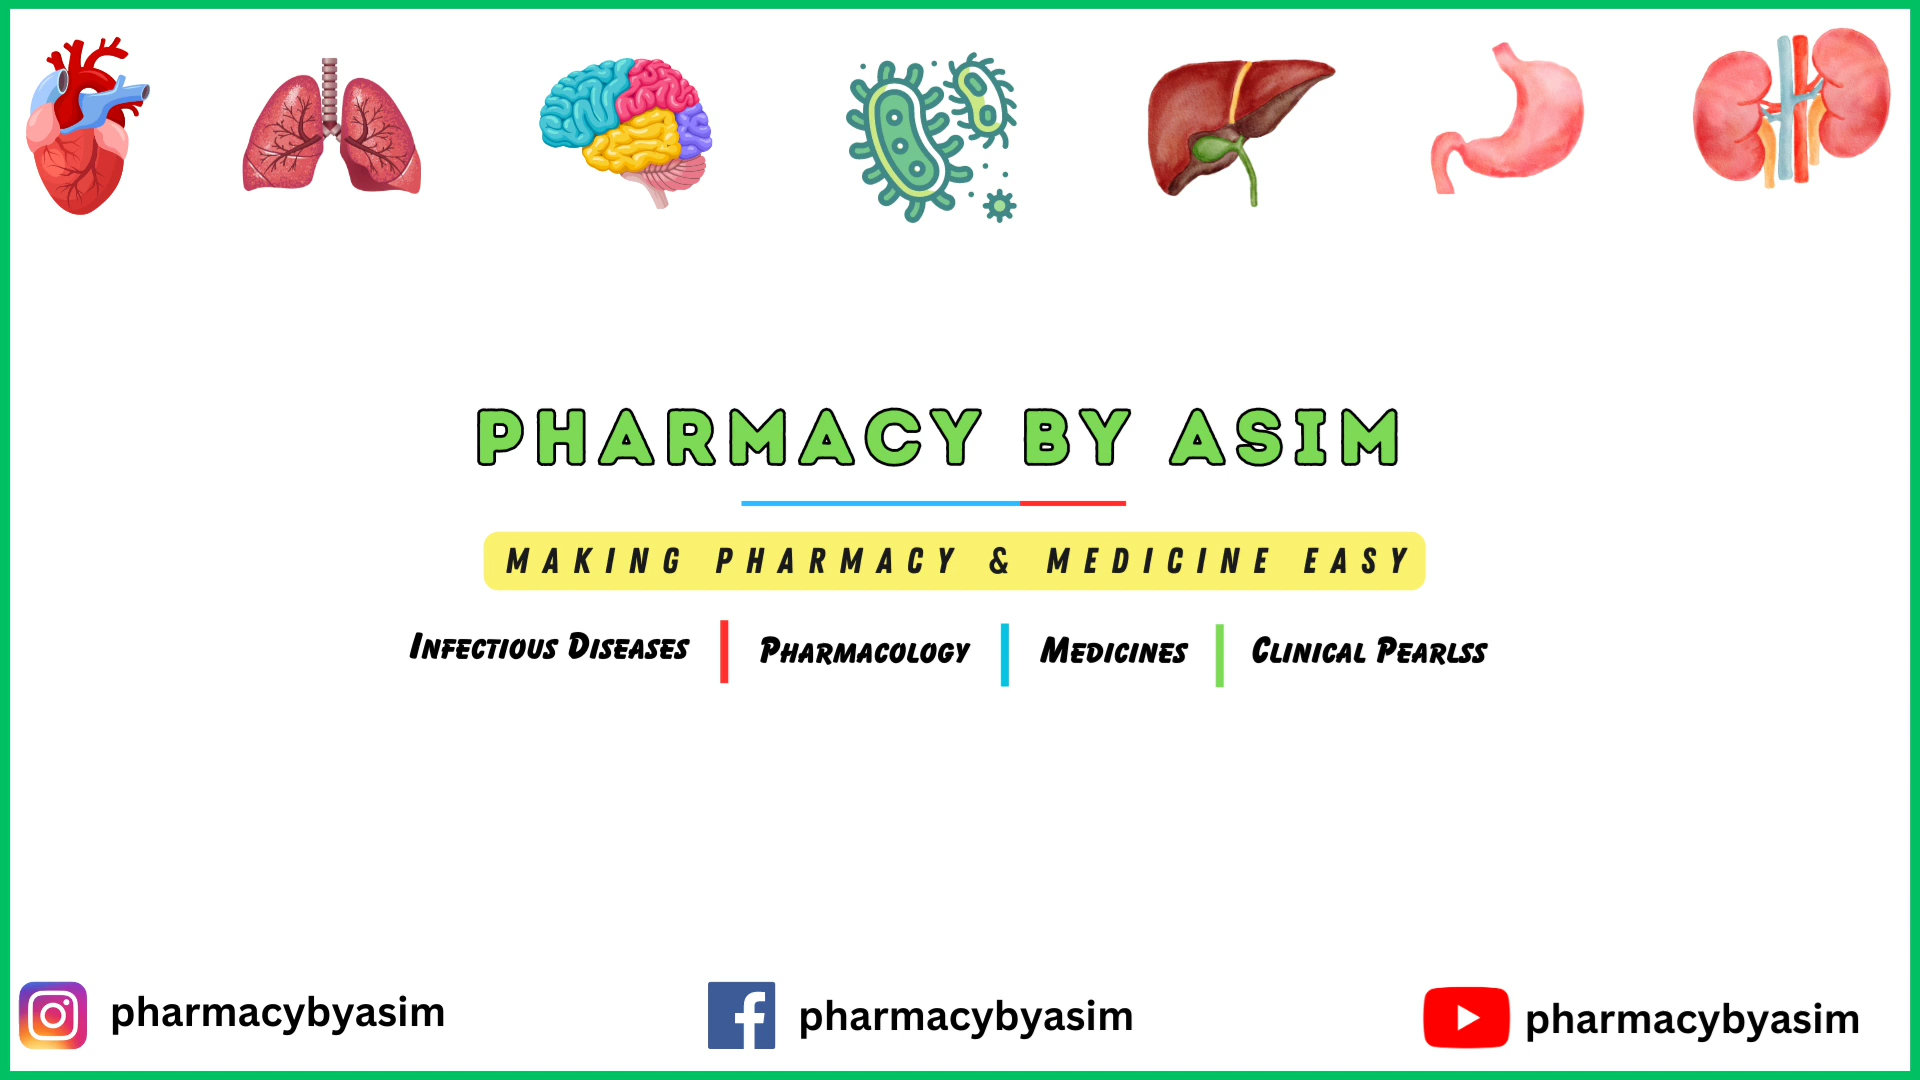 PHARMACY BY ASIM
MAKING PHARMACY & MEDICINE EASY
Infectious Diseases
Pharmacology
Medicines
Clinical Pearlss
pharmacybyasim
pharmacybyasim
pharmacybyasim